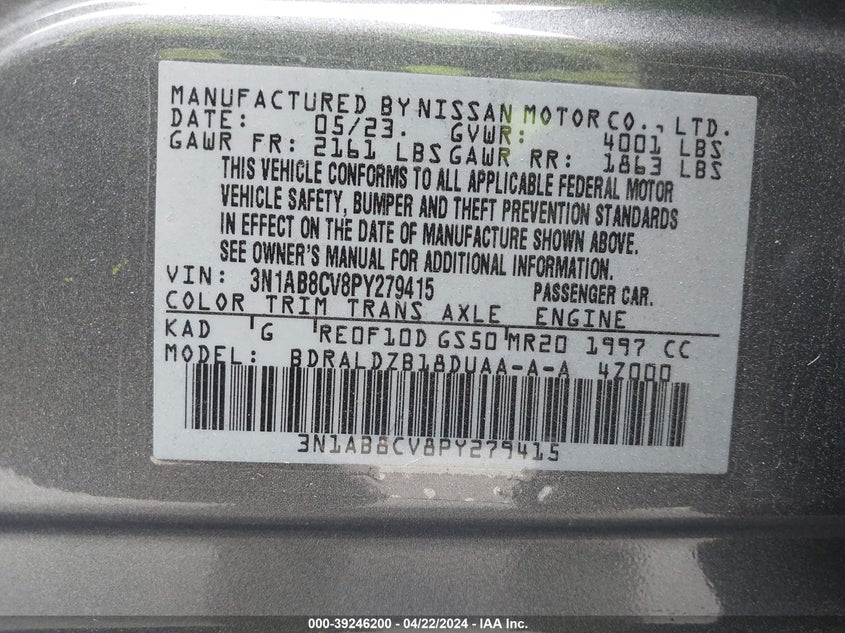 MANUFACTURED BY NISSAN MOTOR CO., LTD.
DATE: 05/23. GVWR: 4001 LBS
GAWR FR: 2161 LBS GAWR RR: 1863 LBS
THIS VEHICLE CONFORMS TO ALL APPLICABLE FEDERAL MOTOR
VEHICLE SAFETY, BUMPER AND THEFT PREVENTION STANDARDS
IN EFFECT ON THE DATE OF MANUFACTURE SHOWN ABOVE.
SEE OWNER'S MANUAL FOR ADDITIONAL INFORMATION.
VIN: 3N1AB8CV8PY279415 PASSENGER CAR.
COLOR TRIM TRANS AXLE ENGINE
KAD G RE0F10D GS50 MR20 1997 CC
MODEL: BDRALDZB18DUAA-A-A 4Z000
3N1AB8CV8PY279415
000-39246200 - 04/22/2024 - IAA Inc.